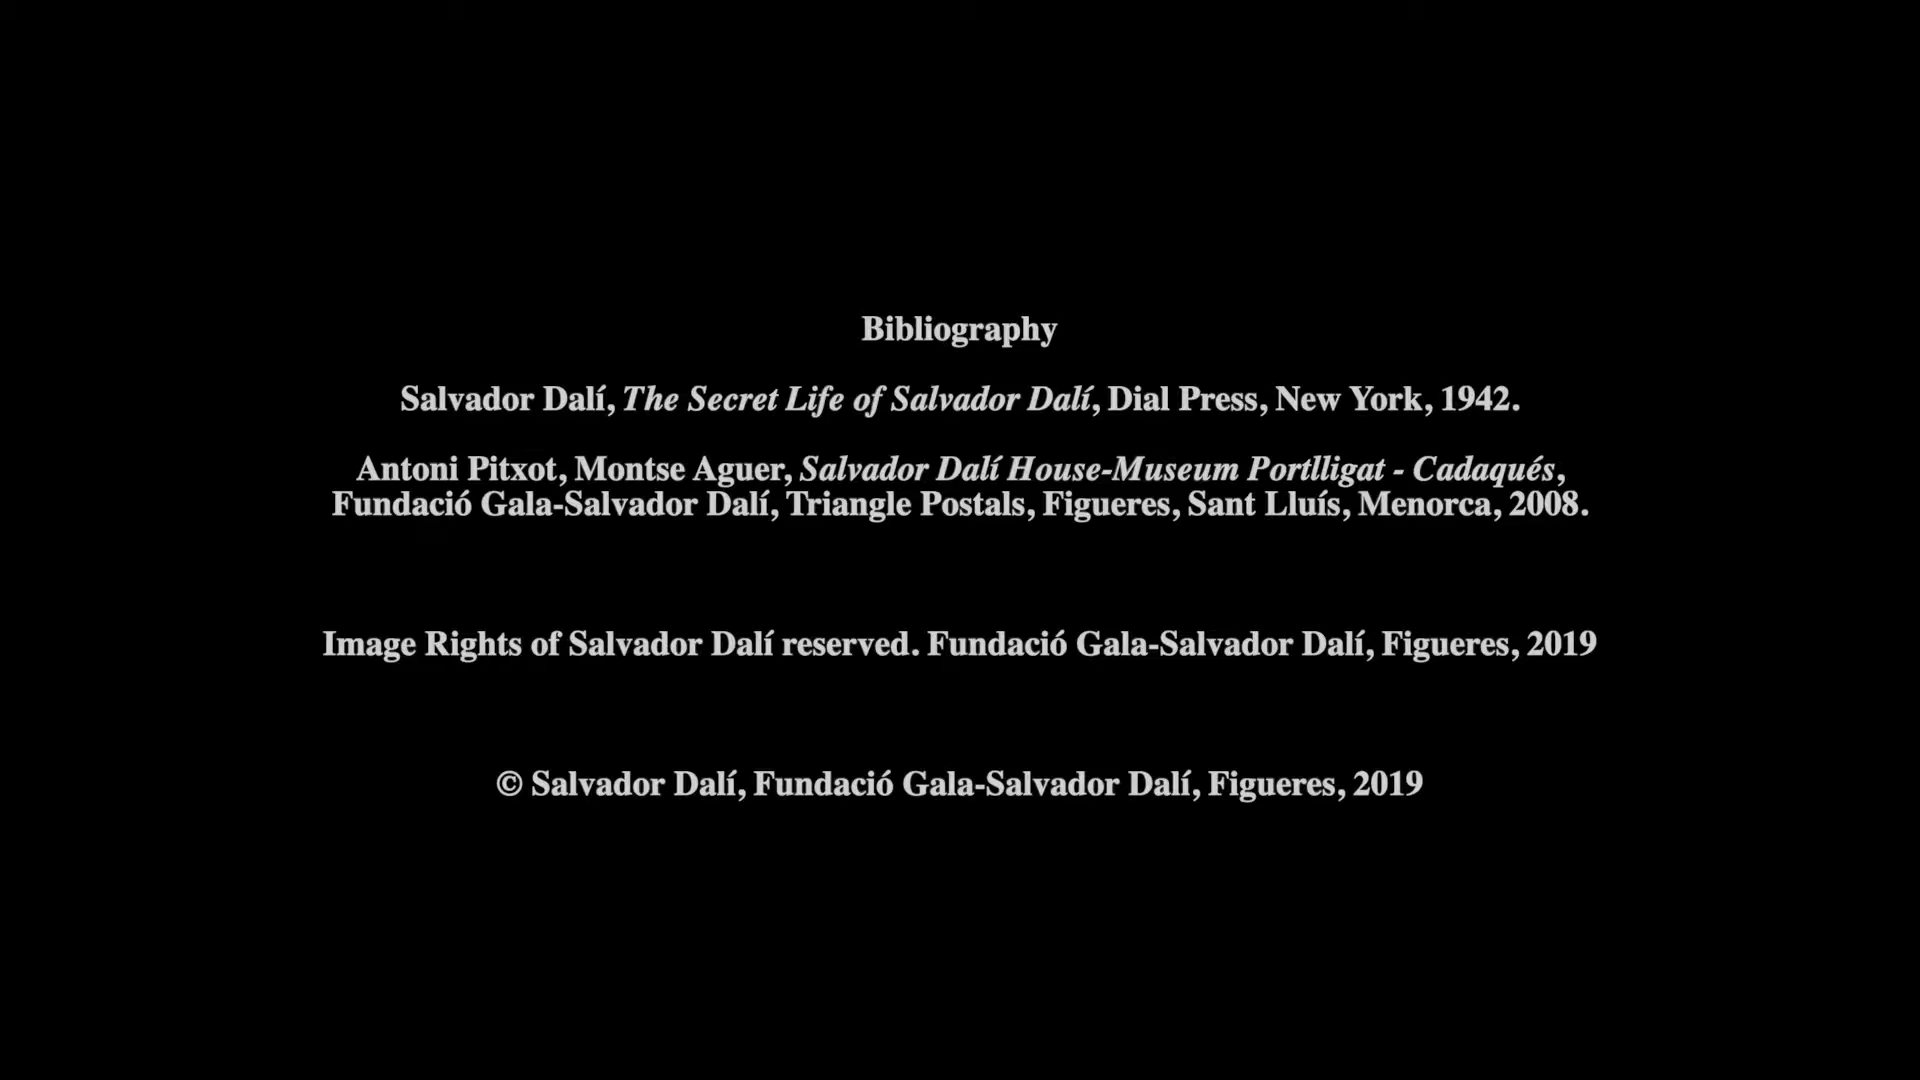 Bibliography
Salvador Dalí, The Secret Life of Salvador Dalí, Dial Press, New York, 1942.
Antoni Pitxot, Montse Aguer, Salvador Dalí House-Museum Portlligat - Cadaqués,
Fundació Gala-Salvador Dalí, Triangle Postals, Figueres, Sant Lluís, Menorca, 2008.
Image Rights of Salvador Dalí reserved. Fundació Gala-Salvador Dalí, Figueres, 2019
© Salvador Dalí, Fundació Gala-Salvador Dalí, Figueres, 2019